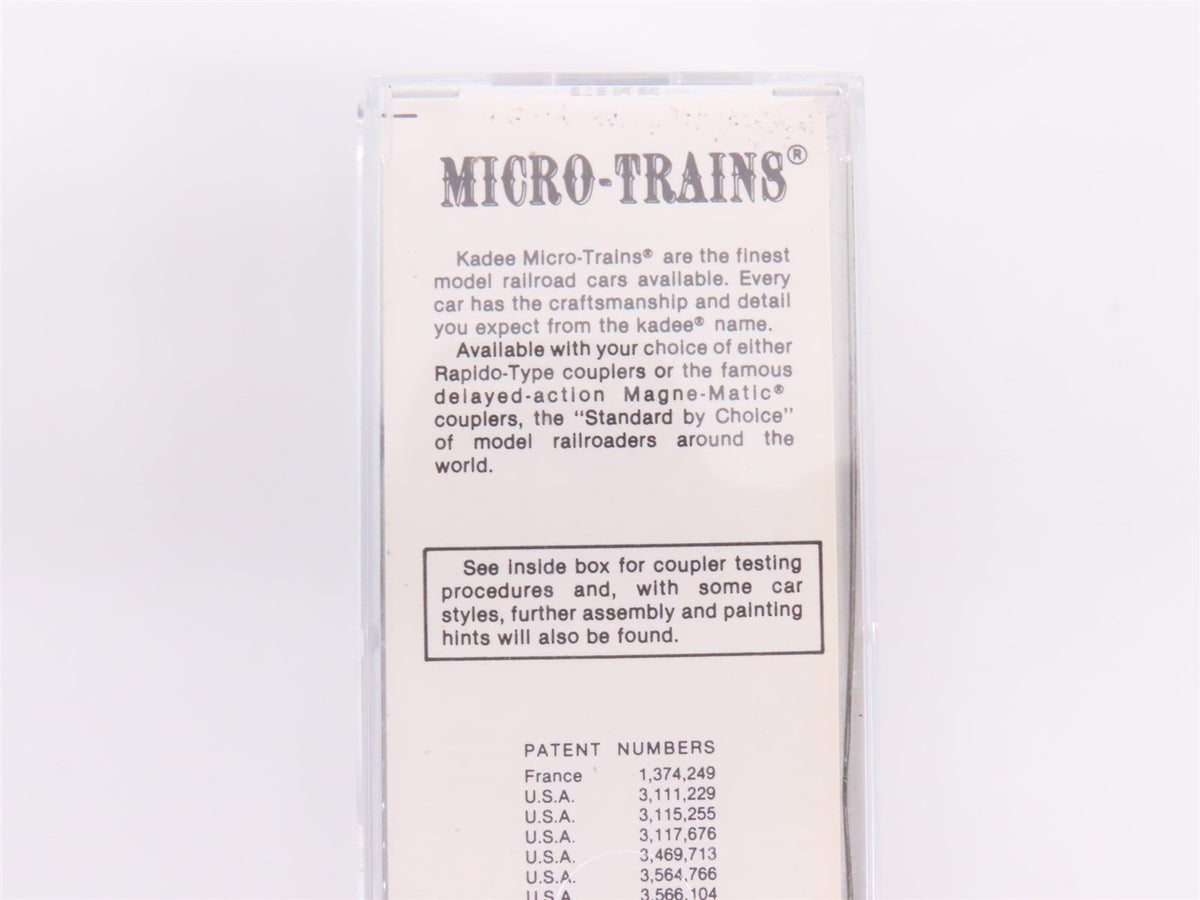 MICRO-TRAINS®
Kadee Micro-Trains® are the finest
model railroad cars available. Every
car has the craftsmanship and detail
you expect from the kadee® name.
Available with your choice of either
Rapido-Type couplers or the famous
delayed-action Magne-Matic®
couplers, the "Standard by Choice"
of model railroaders around the
world.
See inside box for coupler testing
procedures and, with some car
styles, further assembly and painting
hints will also be found.
PATENT NUMBERS
France 1,374,249
U.S.A. 3,111,229
U.S.A. 3,115,255
U.S.A. 3,117,676
U.S.A. 3,469,713
U.S.A. 3,564,766
U.S.A. 3,566,104